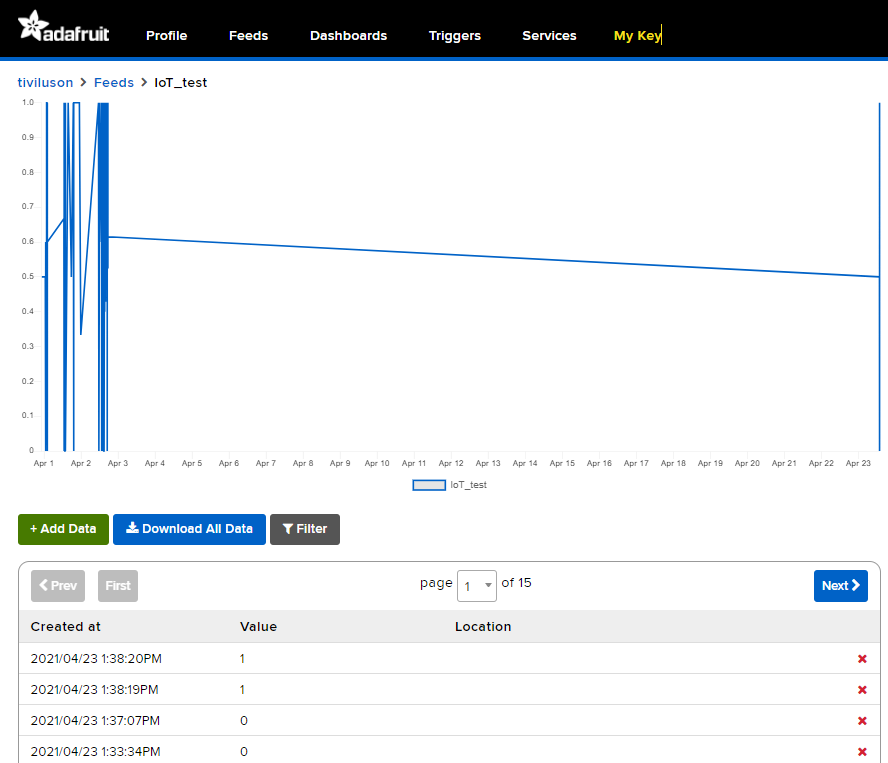 adafruit Profile Feeds Dashboards Triggers Services My Key
tiviluson > Feeds > IoT_test
1.0
0.9
0.8
0.7
0.6
0.5
0.4
0.3
0.2
0.1
0
Apr 1 Apr 2 Apr 3 Apr 4 Apr 5 Apr 6 Apr 7 Apr 8 Apr 9 Apr 10 Apr 11 Apr 12 Apr 13 Apr 14 Apr 15 Apr 16 Apr 17 Apr 18 Apr 19 Apr 20 Apr 21 Apr 22 Apr 23
IoT_test
+ Add Data Download All Data Filter
Prev First page 1 of 15 Next
Created at Value Location
2021/04/23 1:38:20PM 1
2021/04/23 1:38:19PM 1
2021/04/23 1:37:07PM 0
2021/04/23 1:33:34PM 0